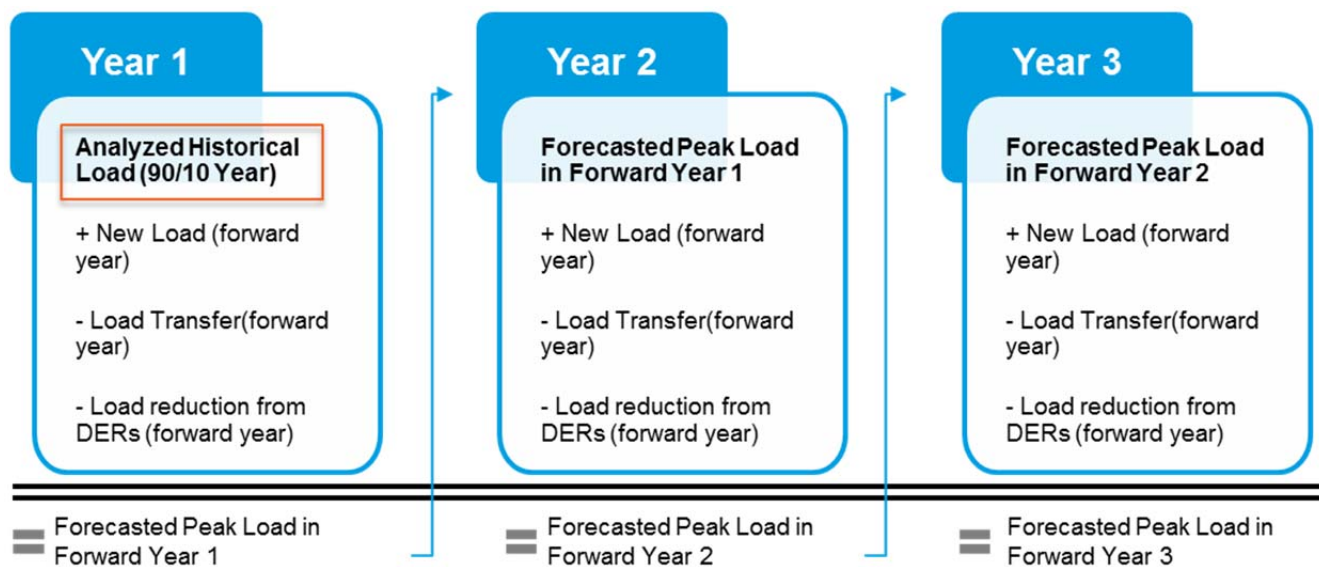 Year 1
Analyzed Historical
Load (90/10 Year)
+ New Load (forward
year)
- Load Transfer(forward
year)
- Load reduction from
DERs (forward year)
= Forecasted Peak Load in
Forward Year 1
Year 2
Forecasted Peak Load
in Forward Year 1
+ New Load (forward
year)
- Load Transfer(forward
year)
- Load reduction from
DERs (forward year)
= Forecasted Peak Load in
Forward Year 2
Year 3
Forecasted Peak Load
in Forward Year 2
+ New Load (forward
year)
- Load Transfer(forward
year)
- Load reduction from
DERs (forward year)
= Forecasted Peak Load in
Forward Year 3